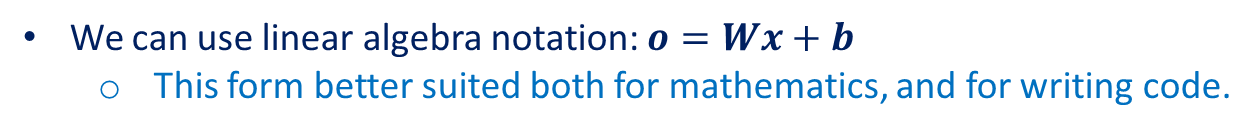 • We can use linear algebra notation: o = Wx + b
○ This form better suited both for mathematics, and for writing code.